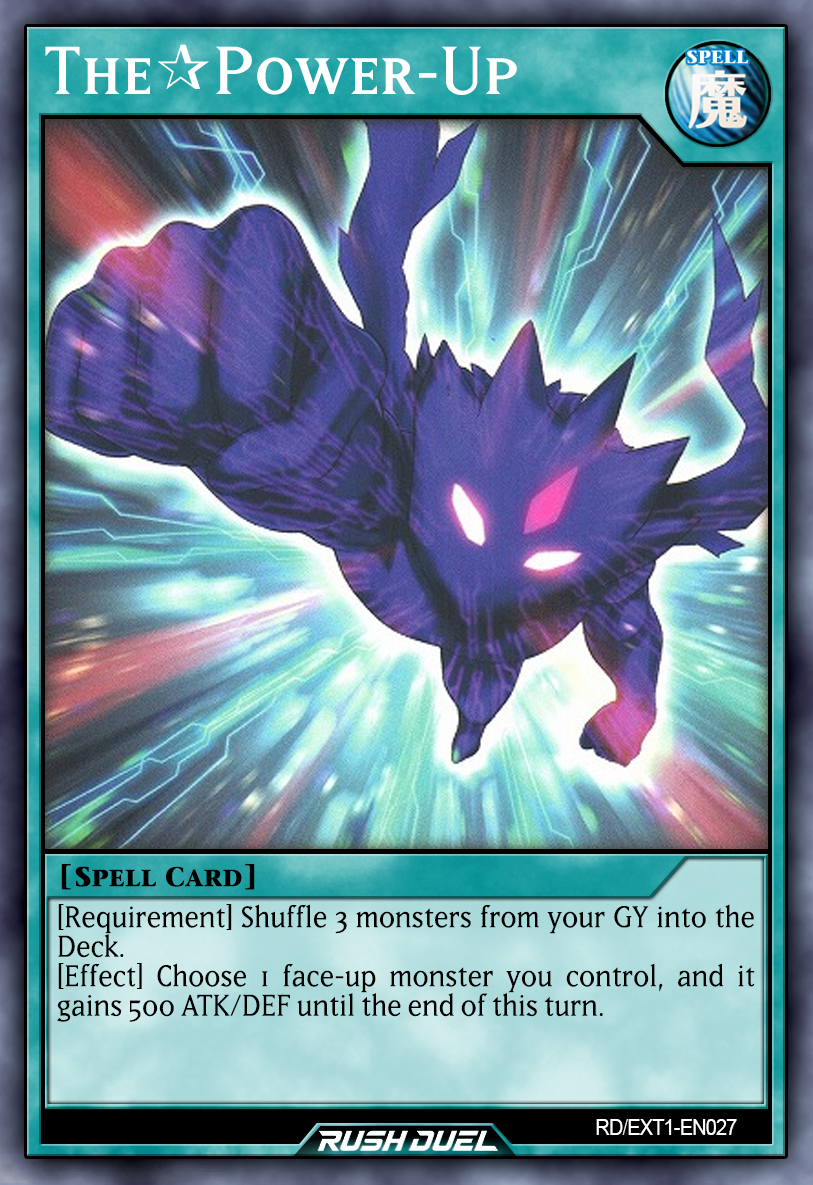 The☆Power-Up
SPELL
魔
[Spell Card]
[Requirement] Shuffle 3 monsters from your GY into the
Deck.
[Effect] Choose 1 face-up monster you control, and it
gains 500 ATK/DEF until the end of this turn.
RUSH DUEL
RD/EXT1-EN027